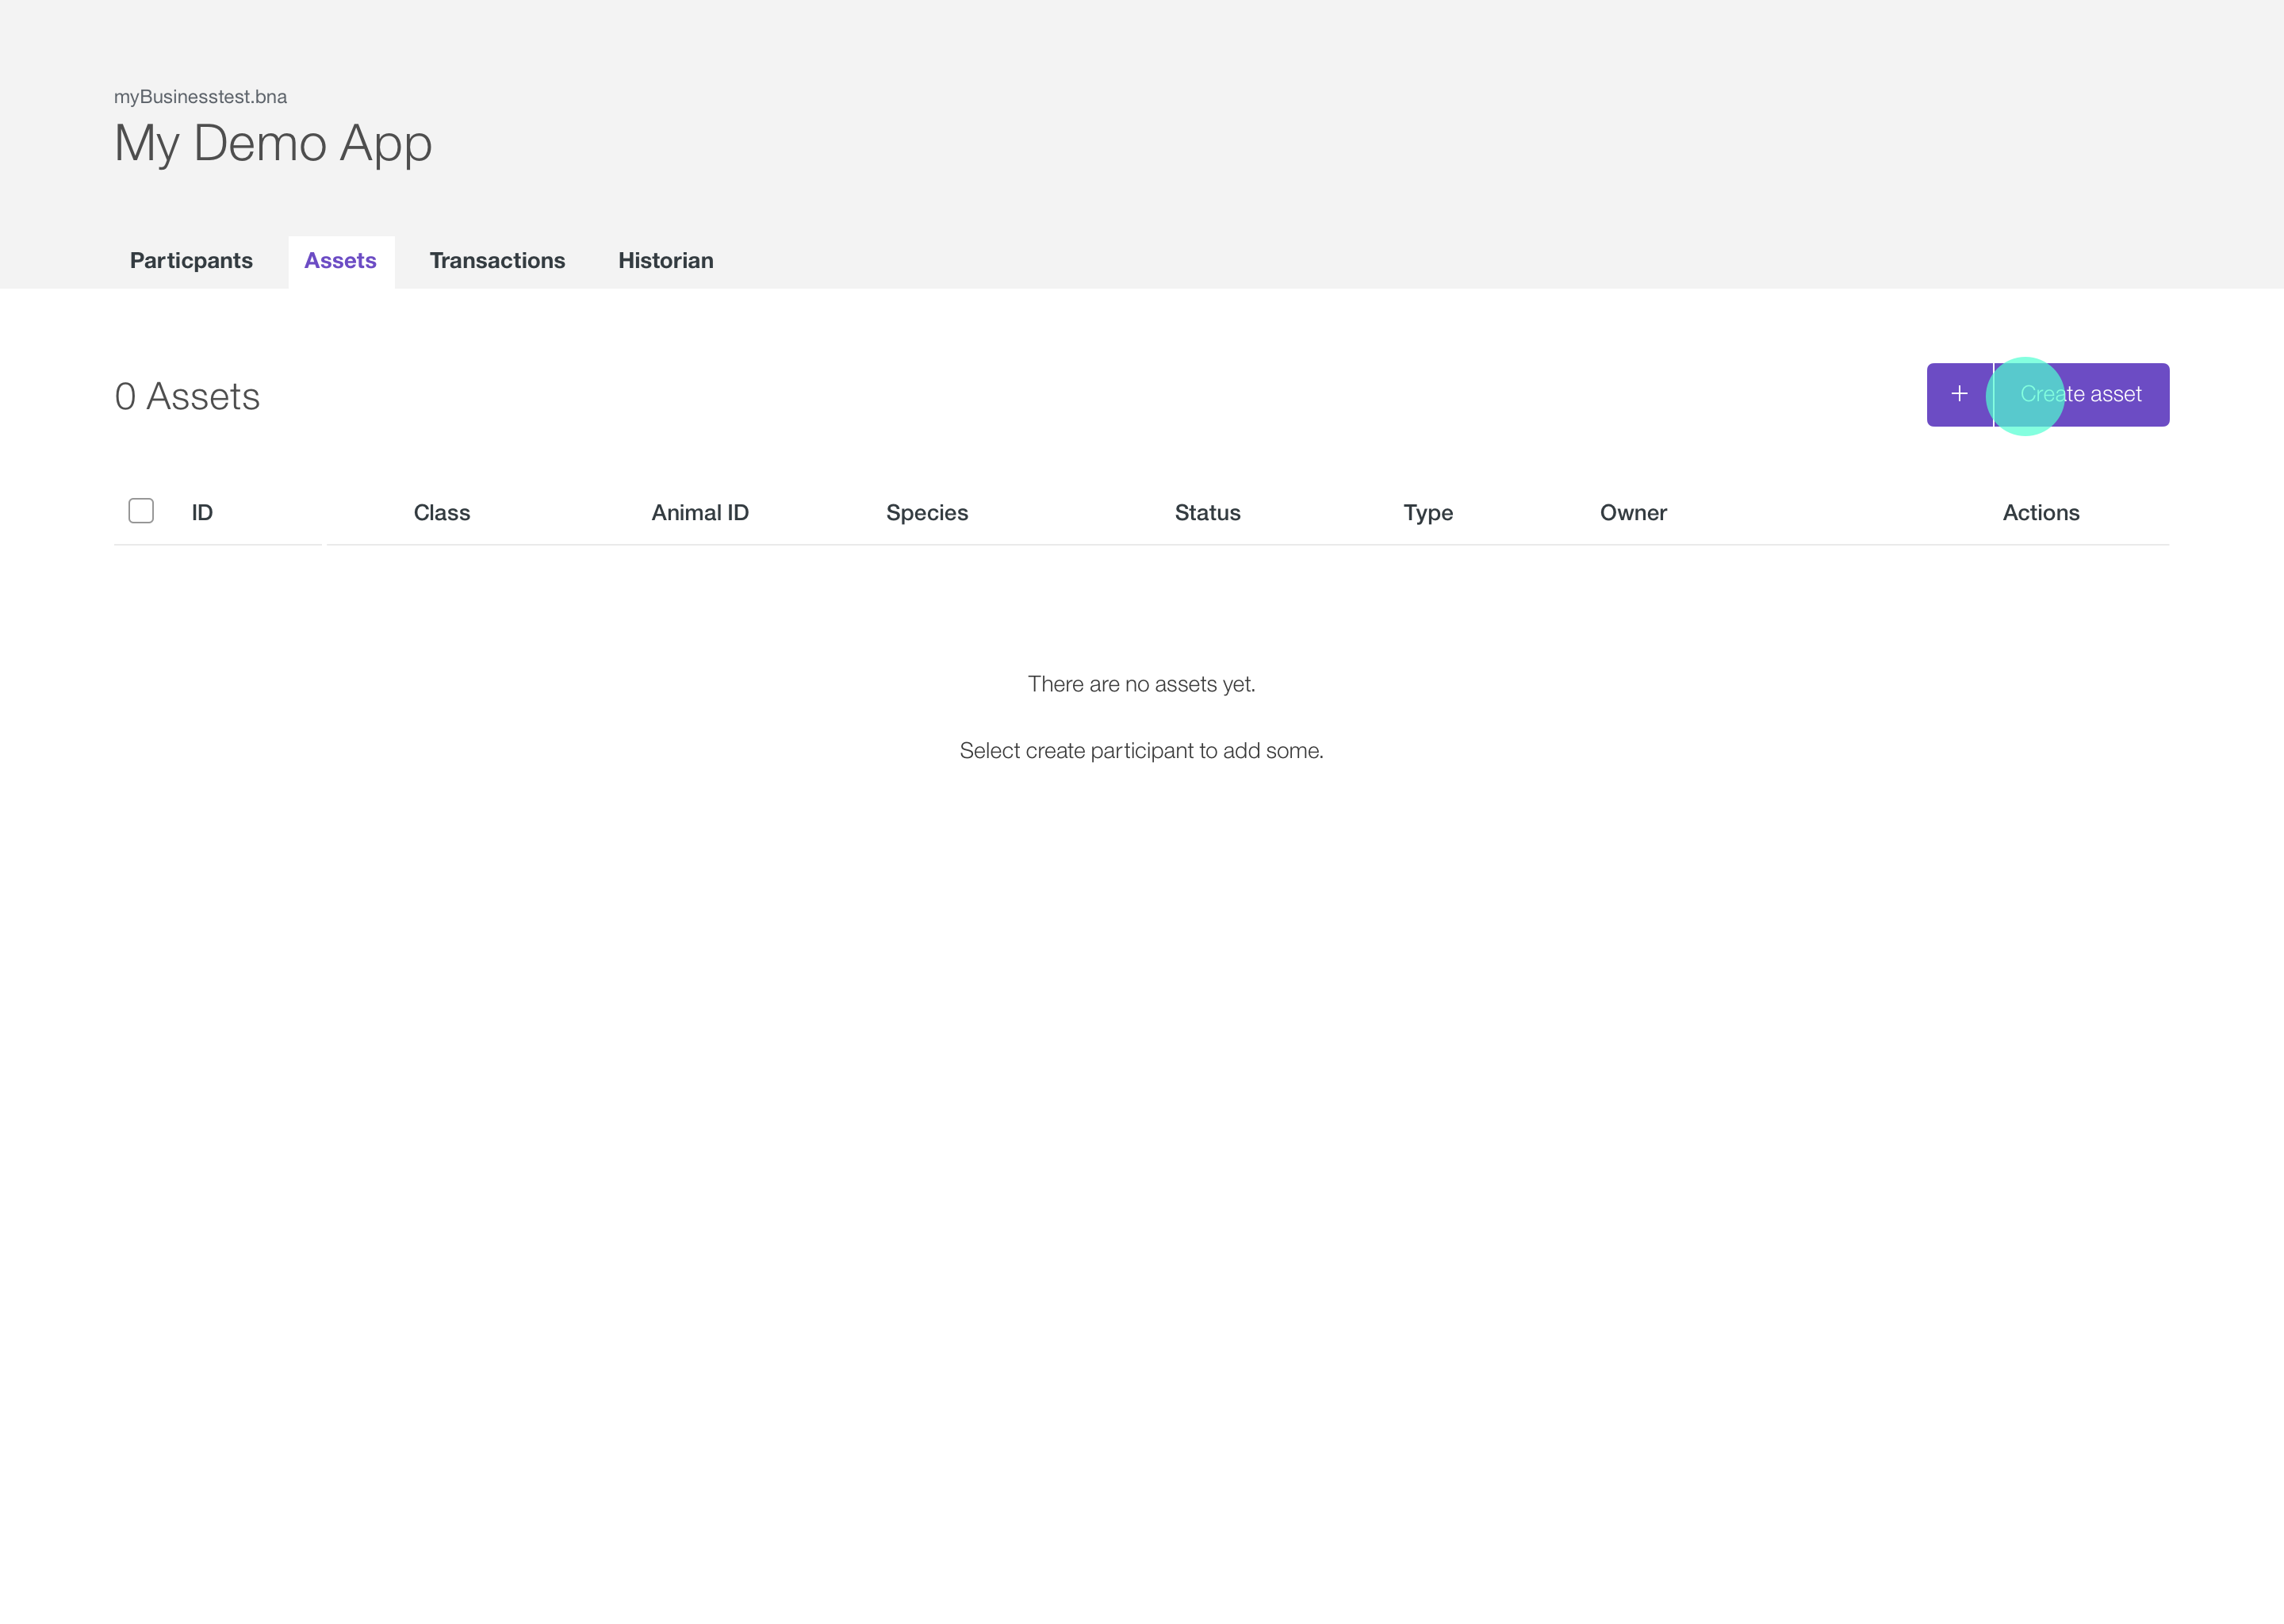 myBusinesstest.bna
My Demo App
Particpants Assets Transactions Historian
0 Assets
+ Create asset
ID Class Animal ID Species Status Type Owner Actions
There are no assets yet.
Select create participant to add some.